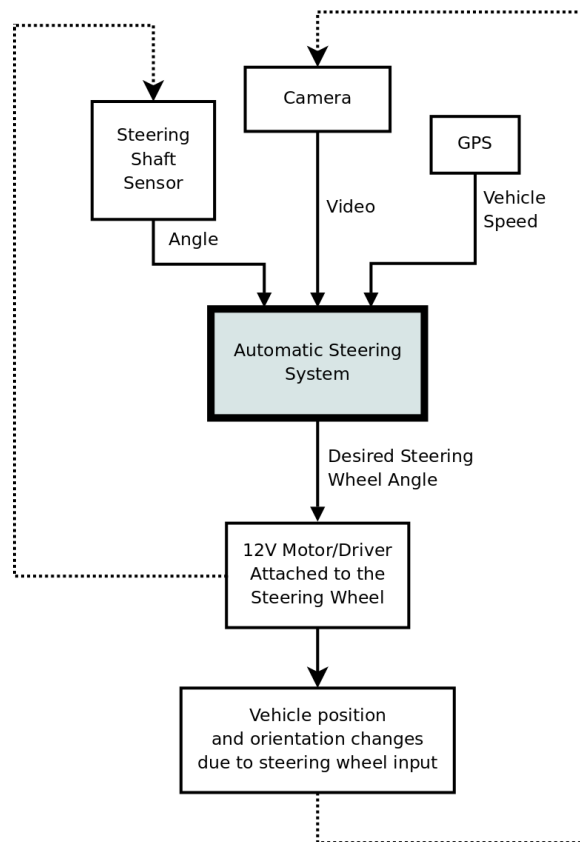 Camera
Steering
Shaft
Sensor
GPS
Angle
Video
Vehicle
Speed
Automatic Steering
System
Desired Steering
Wheel Angle
12V Motor/Driver
Attached to the
Steering Wheel
Vehicle position
and orientation changes
due to steering wheel input